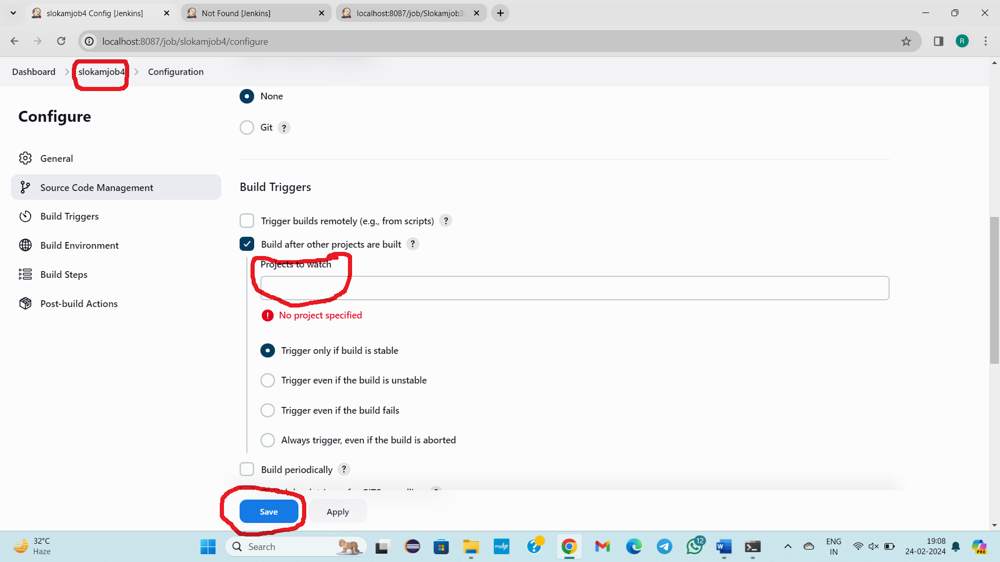 slokamjob4 Config [Jenkins]
Not Found [Jenkins]
localhost:8087/job/Slokamjob3/
localhost:8087/job/slokamjob4/configure
R
Dashboard
slokamjob4
Configuration
None
Configure
Git ?
General
Source Code Management
Build Triggers
Build Triggers
Trigger builds remotely (e.g., from scripts) ?
Build after other projects are built ?
Build Environment
Projects to watch
Build Steps
Post-build Actions
No project specified
Trigger only if build is stable
Trigger even if the build is unstable
Trigger even if the build fails
Always trigger, even if the build is aborted
Build periodically ?
Save
Apply
32°C
Haze
Search
myhp
12
W
ENG
IN
19:08
24-02-2024
PRE